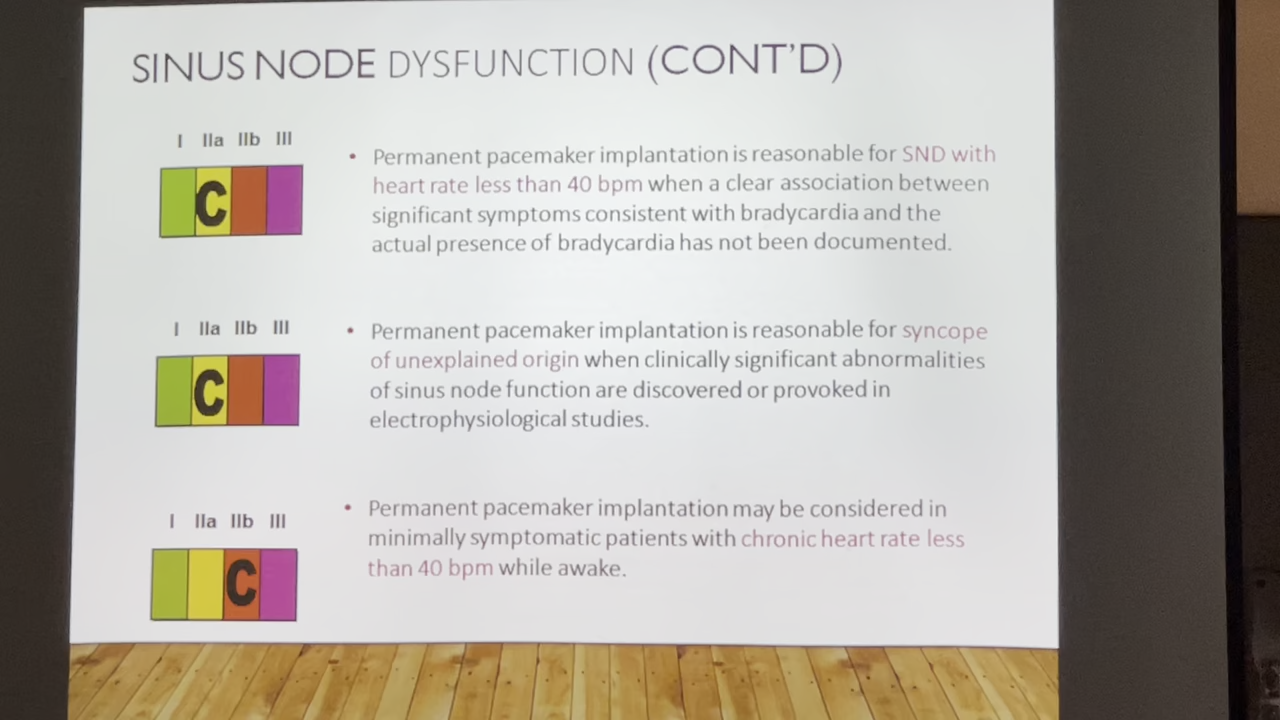 SINUS NODE DYSFUNCTION (CONT'D)
I IIa IIb III
C
• Permanent pacemaker implantation is reasonable for SND with
heart rate less than 40 bpm when a clear association between
significant symptoms consistent with bradycardia and the
actual presence of bradycardia has not been documented.
I IIa IIb III
C
• Permanent pacemaker implantation is reasonable for syncope
of unexplained origin when clinically significant abnormalities
of sinus node function are discovered or provoked in
electrophysiological studies.
I IIa IIb III
C
• Permanent pacemaker implantation may be considered in
minimally symptomatic patients with chronic heart rate less
than 40 bpm while awake.